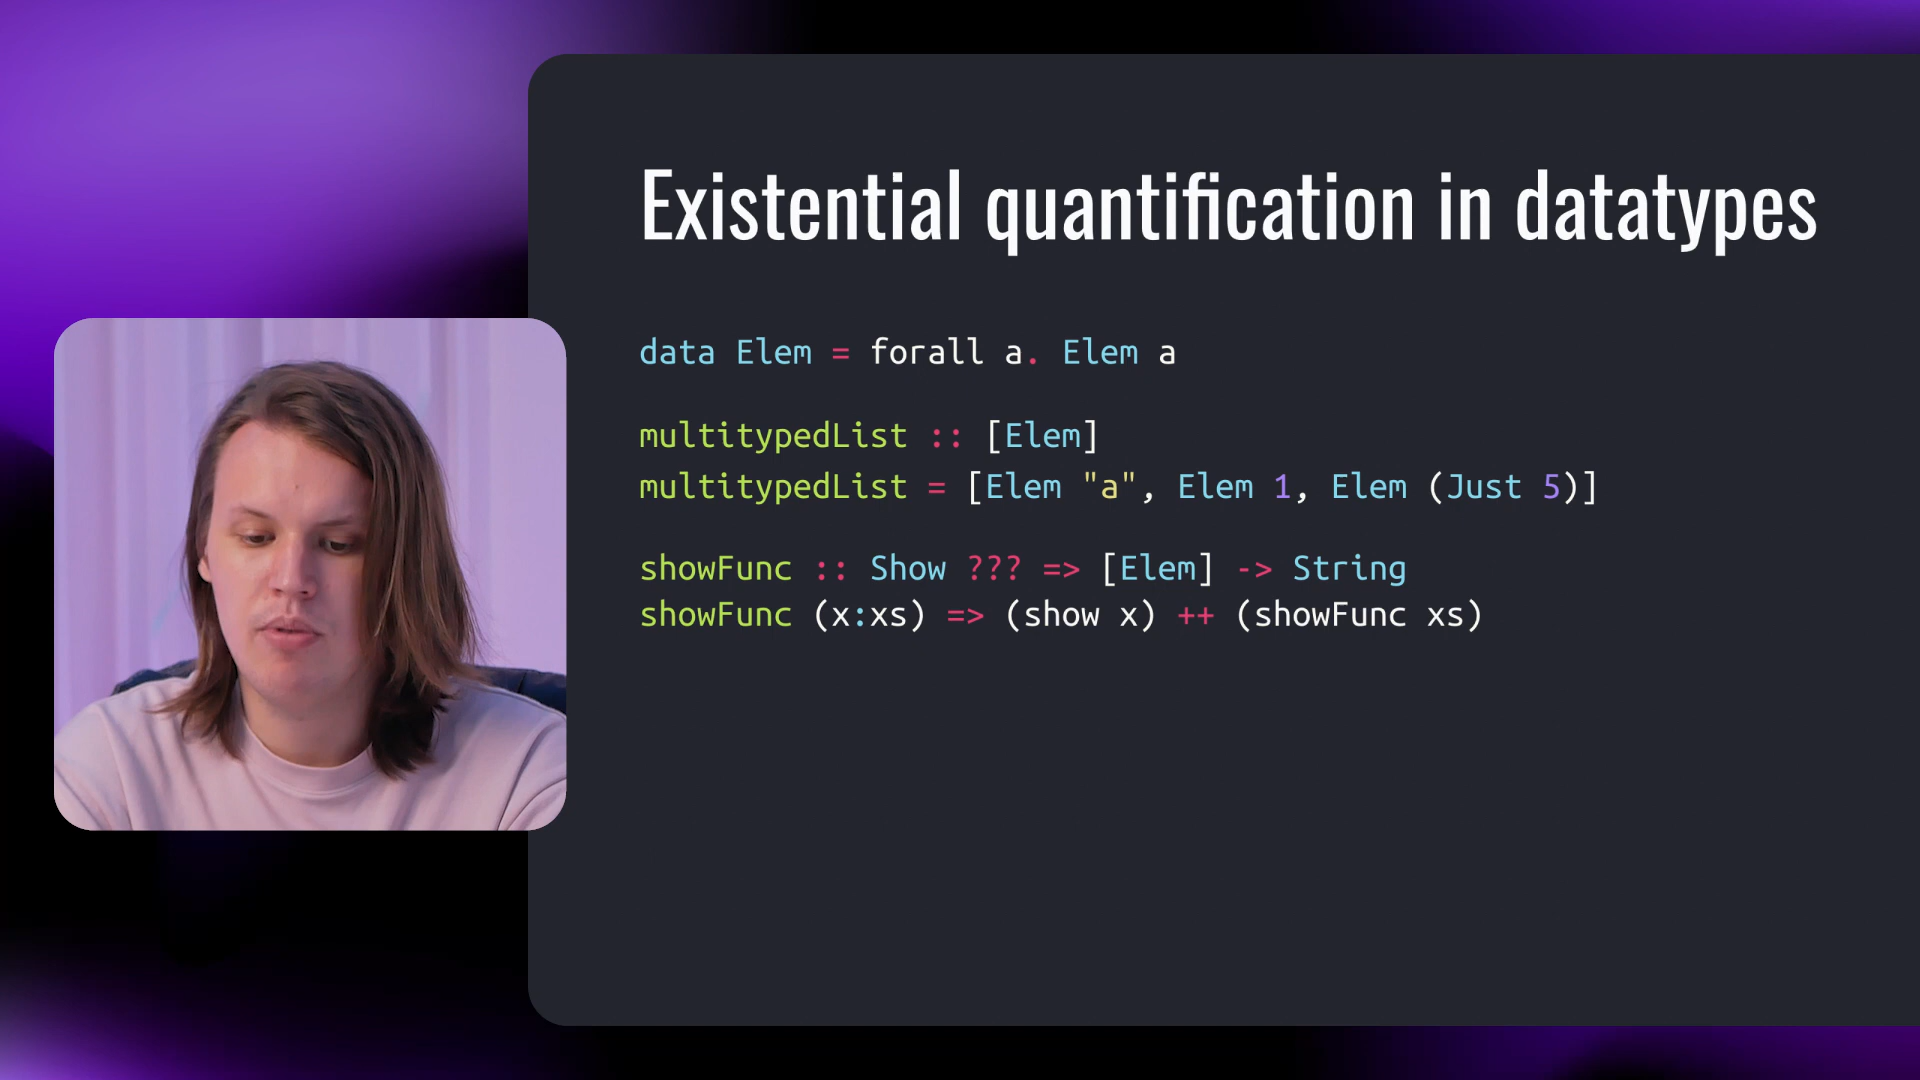 Existential quantification in datatypes
data Elem = forall a. Elem a
multitypedList :: [Elem]
multitypedList = [Elem "a", Elem 1, Elem (Just 5)]
showFunc :: Show ??? => [Elem] -> String
showFunc (x:xs) => (show x) ++ (showFunc xs)